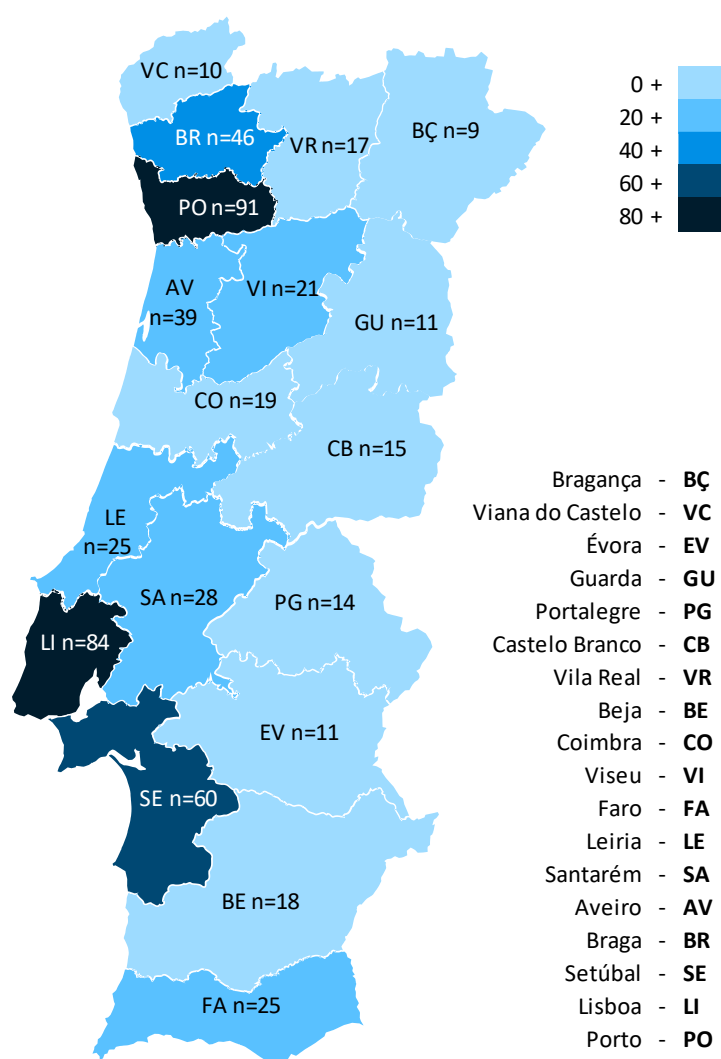 VC n=10
BR n=46
VR n=17
BÇ n=9
PO n=91
AV
n=39
VI n=21
GU n=11
CO n=19
CB n=15
LE
n=25
SA n=28
PG n=14
LI n=84
EV n=11
SE n=60
BE n=18
FA n=25
0 +
20 +
40 +
60 +
80 +
Bragança - BÇ
Viana do Castelo - VC
Évora - EV
Guarda - GU
Portalegre - PG
Castelo Branco - CB
Vila Real - VR
Beja - BE
Coimbra - CO
Viseu - VI
Faro - FA
Leiria - LE
Santarém - SA
Aveiro - AV
Braga - BR
Setúbal - SE
Lisboa - LI
Porto - PO